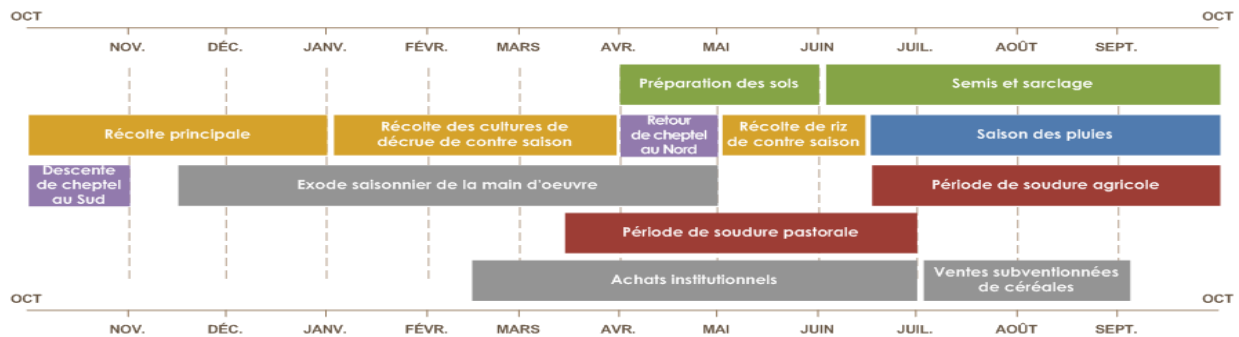 OCT
OCT
NOV.
DÉC.
JANV.
FÉVR.
MARS
AVR.
MAI
JUIN
JUIL.
AOÛT
SEPT.
Préparation des sols
Semis et sarclage
Récolte principale
Récolte des cultures de
décrue de contre saison
Retour
de cheptel
au Nord
Récolte de riz
de contre saison
Saison des pluies
Descente
de cheptel
au Sud
Exode saisonnier de la main d'oeuvre
Période de soudure agricole
Période de soudure pastorale
Achats institutionnels
Ventes subventionnées
de céréales
OCT
OCT
NOV.
DÉC.
JANV.
FÉVR.
MARS
AVR.
MAI
JUIN
JUIL.
AOÛT
SEPT.